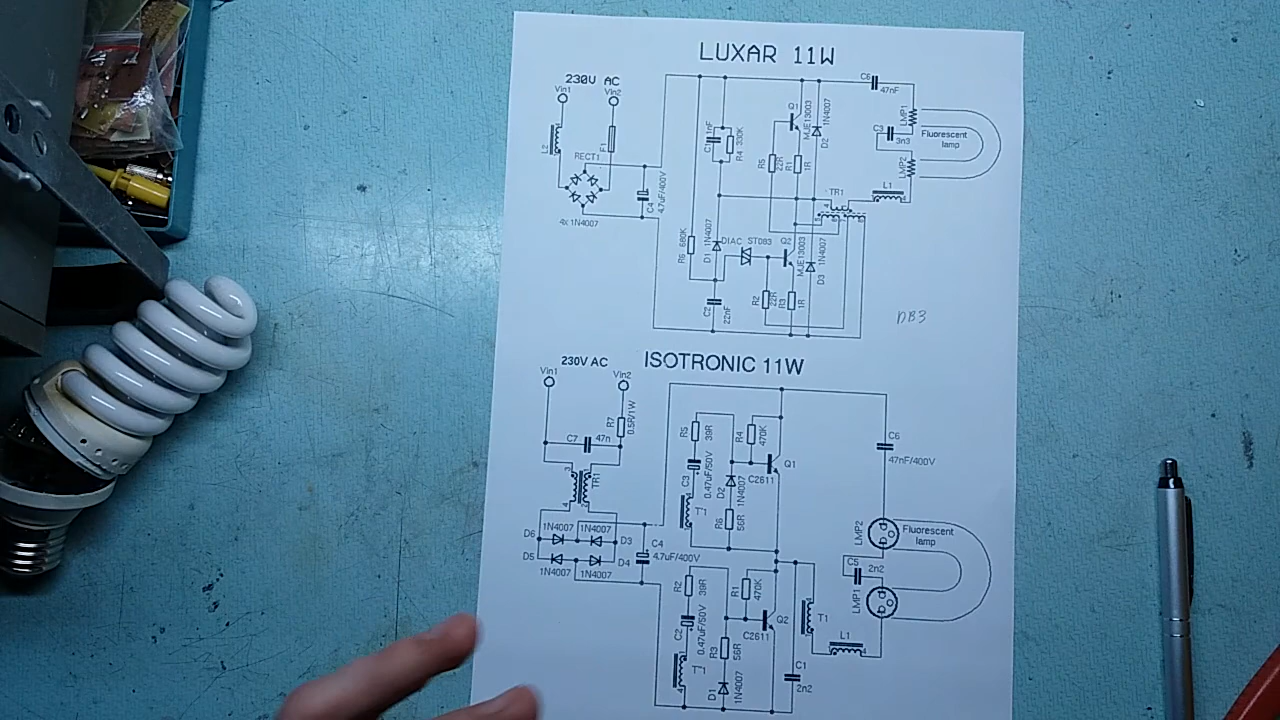 LUXAR 11W
230V AC
Vin1
Vin2
L2
F1
RECT1
4x 1N4007
C4
4.7uF/400V
C1
1nF
R4 330K
Q1
MJE13003
1N4007
D2
R5
22R
R1
1R
C6
47nF
LMP1
C3
3n3
Fluorescent
lamp
LMP2
L1
TR1
R6 680K
D1 1N4007
DIAC ST083
Q2
MJE13003
D3 1N4007
C2
22nF
R2
22R
R3
1R
DB3
ISOTRONIC 11W
230V AC
Vin1
Vin2
R7
0.5R/1W
C7
47n
TR1
D6
1N4007
1N4007
D3
D5
D4
1N4007
1N4007
C4
4.7uF/400V
R5
39R
R4
470K
Q1
C2611
C3
0.47uF/50V
D2
1N4007
T1
R6
56R
C6
47nF/400V
LMP2
Fluorescent
lamp
C5
2n2
LMP1
R2
39R
R1
470K
Q2
C2611
C2
0.47uF/50V
R3
56R
T1
D1
1N4007
T1
L1
C1
2n2